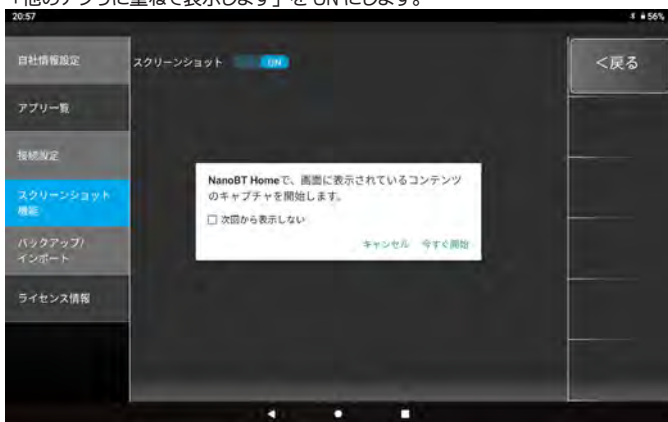 「他のアプリに重ねて表示します」を ON にします。
20:57
56%
自社情報設定
スクリーンショット ON
<戻る
アプリ一覧
接続設定
スクリーンショット
機能
バックアップ/
インポート
ライセンス情報
NanoBT Homeで、画面に表示されているコンテンツ
のキャプチャを開始します。
次回から表示しない
キャンセル 今すぐ開始